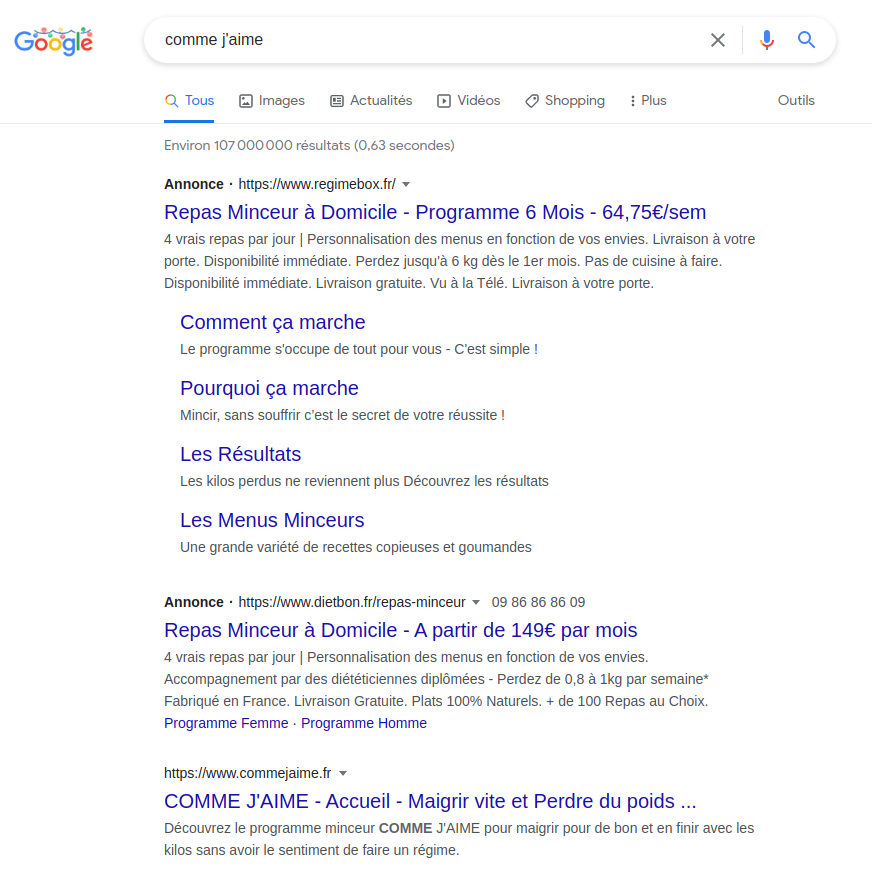 Google
comme j'aime
Tous Images Actualités Vidéos Shopping Plus Outils
Environ 107 000 000 résultats (0,63 secondes)
Annonce · https://www.regimebox.fr/
Repas Minceur à Domicile - Programme 6 Mois - 64,75€/sem
4 vrais repas par jour | Personnalisation des menus en fonction de vos envies. Livraison à votre
porte. Disponibilité immédiate. Perdez jusqu'à 6 kg dès le 1er mois. Pas de cuisine à faire.
Disponibilité immédiate. Livraison gratuite. Vu à la Télé. Livraison à votre porte.
Comment ça marche
Le programme s'occupe de tout pour vous - C'est simple !
Pourquoi ça marche
Mincir, sans souffrir c’est le secret de votre réussite !
Les Résultats
Les kilos perdus ne reviennent plus Découvrez les résultats
Les Menus Minceurs
Une grande variété de recettes copieuses et goumandes
Annonce · https://www.dietbon.fr/repas-minceur 09 86 86 86 09
Repas Minceur à Domicile - A partir de 149€ par mois
4 vrais repas par jour | Personnalisation des menus en fonction de vos envies.
Accompagnement par des diététiciennes diplômées - Perdez de 0,8 à 1kg par semaine*
Fabriqué en France. Livraison Gratuite. Plats 100% Naturels. + de 100 Repas au Choix.
Programme Femme · Programme Homme
https://www.commejaime.fr
COMME J'AIME - Accueil - Maigrir vite et Perdre du poids ...
Découvrez le programme minceur COMME J'AIME pour maigrir pour de bon et en finir avec les
kilos sans avoir le sentiment de faire un régime.